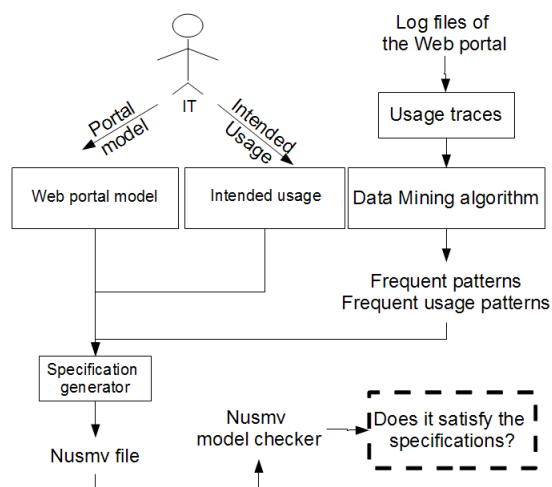 Log files of
the Web portal
IT
Portal
model
Intended
Usage
Usage traces
Web portal model
Intended usage
Data Mining algorithm
Frequent patterns
Frequent usage patterns
Specification
generator
Nusmv file
Nusmv
model checker
Does it satisfy the
specifications?